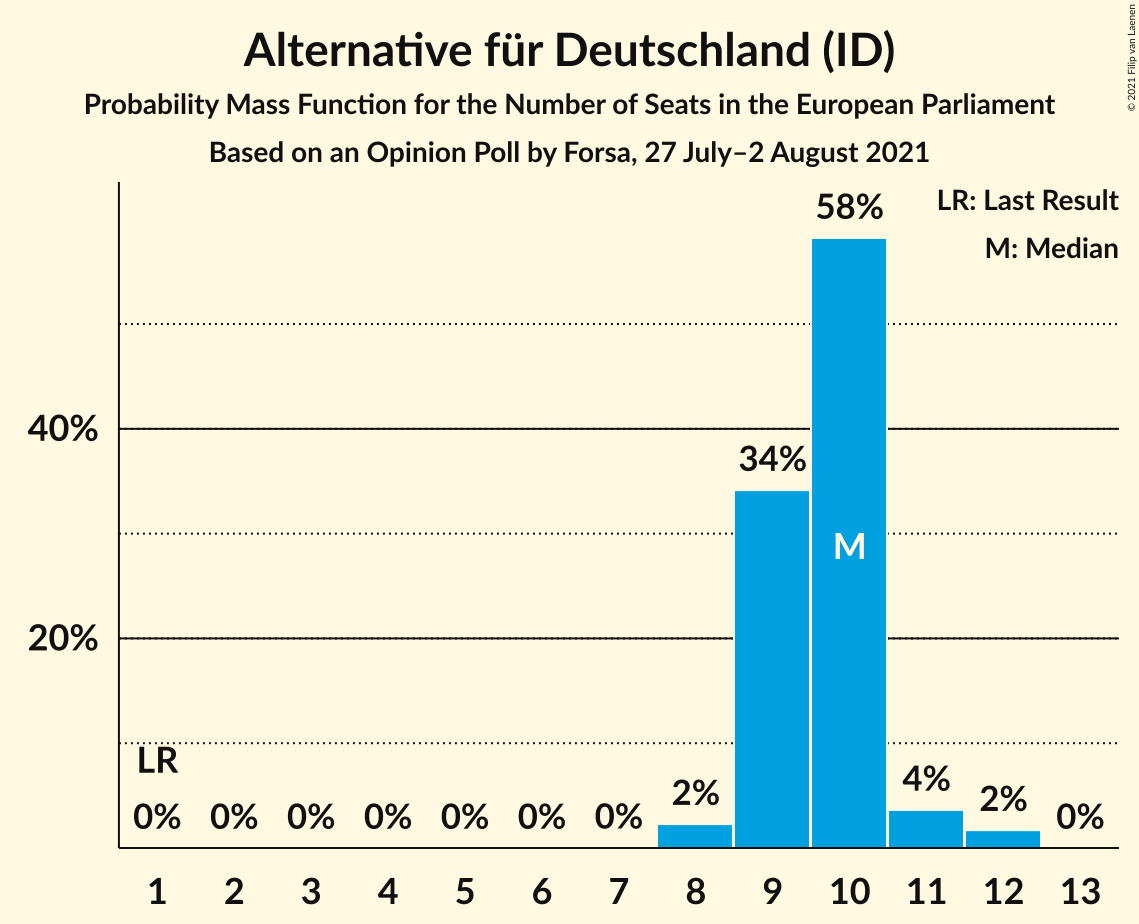 Alternative für Deutschland (ID)
Probability Mass Function for the Number of Seats in the European Parliament
Based on an Opinion Poll by Forsa, 27 July–2 August 2021
© 2021 Filip van Laenen
LR: Last Result
M: Median
58%
40%
34%
M
20%
LR
0% 0% 0% 0% 0% 0% 0% 2% 4% 2% 0%
1 2 3 4 5 6 7 8 9 10 11 12 13